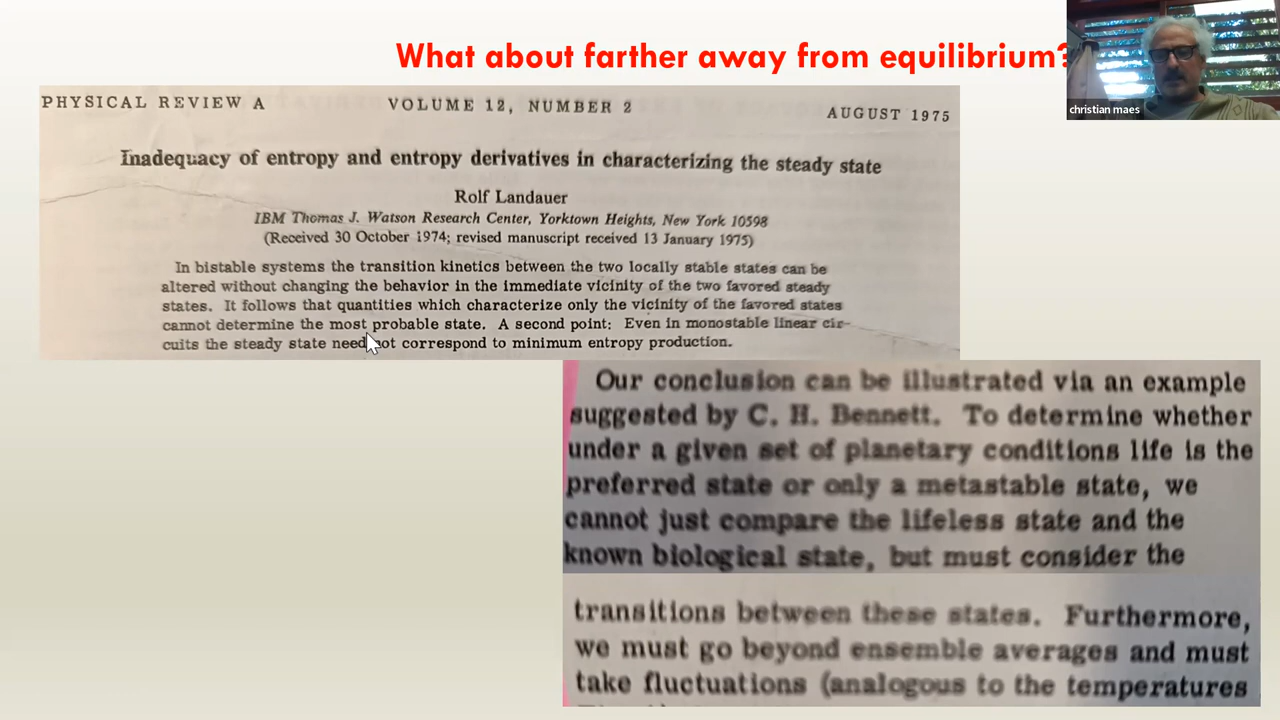 What about farther away from equilibrium?
christian maes
PHYSICAL REVIEW A VOLUME 12, NUMBER 2 AUGUST 1975
Inadequacy of entropy and entropy derivatives in characterizing the steady state
Rolf Landauer
IBM Thomas J. Watson Research Center, Yorktown Heights, New York 10598
(Received 30 October 1974; revised manuscript received 13 January 1975)
In bistable systems the transition kinetics between the two locally stable states can be
altered without changing the behavior in the immediate vicinity of the two favored steady
states. It follows that quantities which characterize only the vicinity of the favored states
cannot determine the most probable state. A second point: Even in monostable linear cir-
cuits the steady state need not correspond to minimum entropy production.
Our conclusion can be illustrated via an example
suggested by C. H. Bennett. To determine whether
under a given set of planetary conditions life is the
preferred state or only a metastable state, we
cannot just compare the lifeless state and the
known biological state, but must consider the
transitions between these states. Furthermore,
we must go beyond ensemble averages and must
take fluctuations (analogous to the temperatures